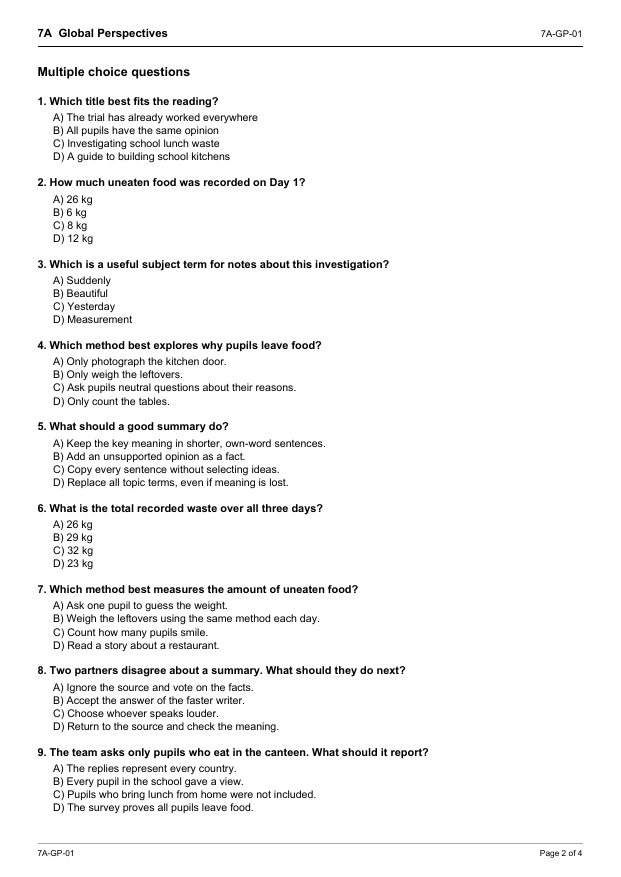 7A Global Perspectives
7A-GP-01
Multiple choice questions
1. Which title best fits the reading?
A) The trial has already worked everywhere
B) All pupils have the same opinion
C) Investigating school lunch waste
D) A guide to building school kitchens
2. How much uneaten food was recorded on Day 1?
A) 26 kg
B) 6 kg
C) 8 kg
D) 12 kg
3. Which is a useful subject term for notes about this investigation?
A) Suddenly
B) Beautiful
C) Yesterday
D) Measurement
4. Which method best explores why pupils leave food?
A) Only photograph the kitchen door.
B) Only weigh the leftovers.
C) Ask pupils neutral questions about their reasons.
D) Only count the tables.
5. What should a good summary do?
A) Keep the key meaning in shorter, own-word sentences.
B) Add an unsupported opinion as a fact.
C) Copy every sentence without selecting ideas.
D) Replace all topic terms, even if meaning is lost.
6. What is the total recorded waste over all three days?
A) 26 kg
B) 29 kg
C) 32 kg
D) 23 kg
7. Which method best measures the amount of uneaten food?
A) Ask one pupil to guess the weight.
B) Weigh the leftovers using the same method each day.
C) Count how many pupils smile.
D) Read a story about a restaurant.
8. Two partners disagree about a summary. What should they do next?
A) Ignore the source and vote on the facts.
B) Accept the answer of the faster writer.
C) Choose whoever speaks louder.
D) Return to the source and check the meaning.
9. The team asks only pupils who eat in the canteen. What should it report?
A) The replies represent every country.
B) Every pupil in the school gave a view.
C) Pupils who bring lunch from home were not included.
D) The survey proves all pupils leave food.
7A-GP-01
Page 2 of 4